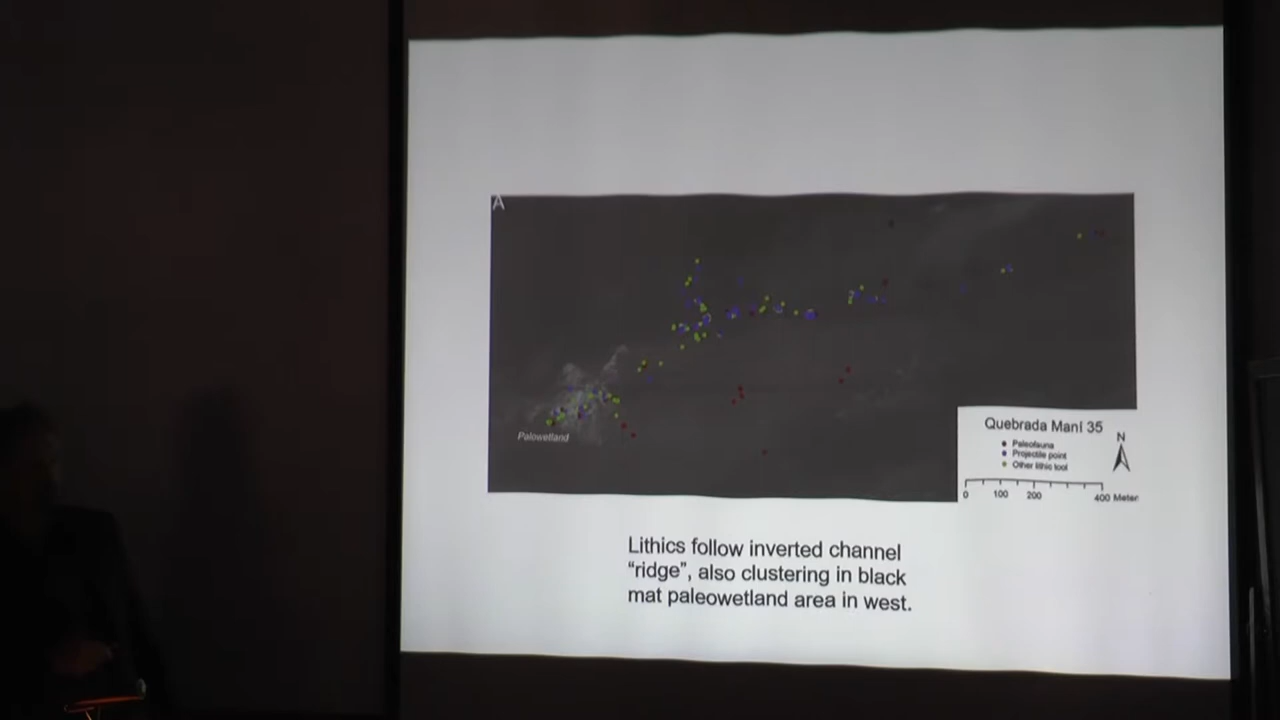 A
Palowetland
Quebrada Maní 35
N
Paleofauna
Projectile point
Other lithic tool
0 100 200 400 Meter
Lithics follow inverted channel
“ridge”, also clustering in black
mat paleowetland area in west.